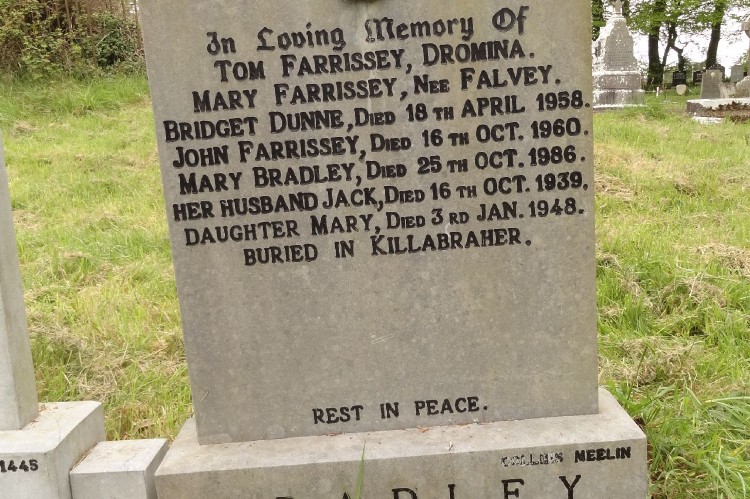 In Loving Memory Of
TOM FARRISSEY, DROMINA.
MARY FARRISSEY, NEE FALVEY.
BRIDGET DUNNE, DIED 18TH APRIL 1958.
JOHN FARRISSEY, DIED 16TH OCT. 1960.
MARY BRADLEY, DIED 25TH OCT. 1986.
HER HUSBAND JACK, DIED 16TH OCT. 1939.
DAUGHTER MARY, DIED 3RD JAN. 1948.
BURIED IN KILLABRAHER.
REST IN PEACE.
MEELIN
1445
ADLEY